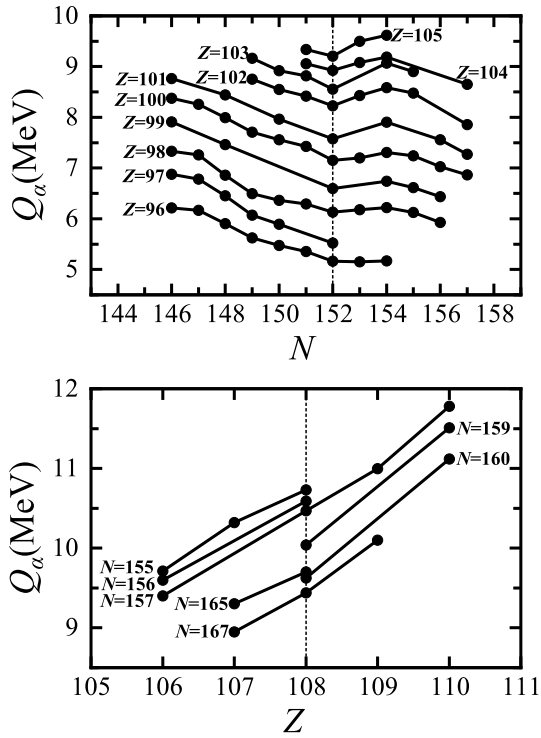 10
9
8
7
6
5
Qα(MeV)
Z=105
Z=103
Z=104
Z=102
Z=101
Z=100
Z=99
Z=98
Z=97
Z=96
144 146 148 150 152 154 156 158
N
12
11
10
9
Qα(MeV)
N=159
N=160
N=155
N=156
N=157
N=165
N=167
105 106 107 108 109 110 111
Z